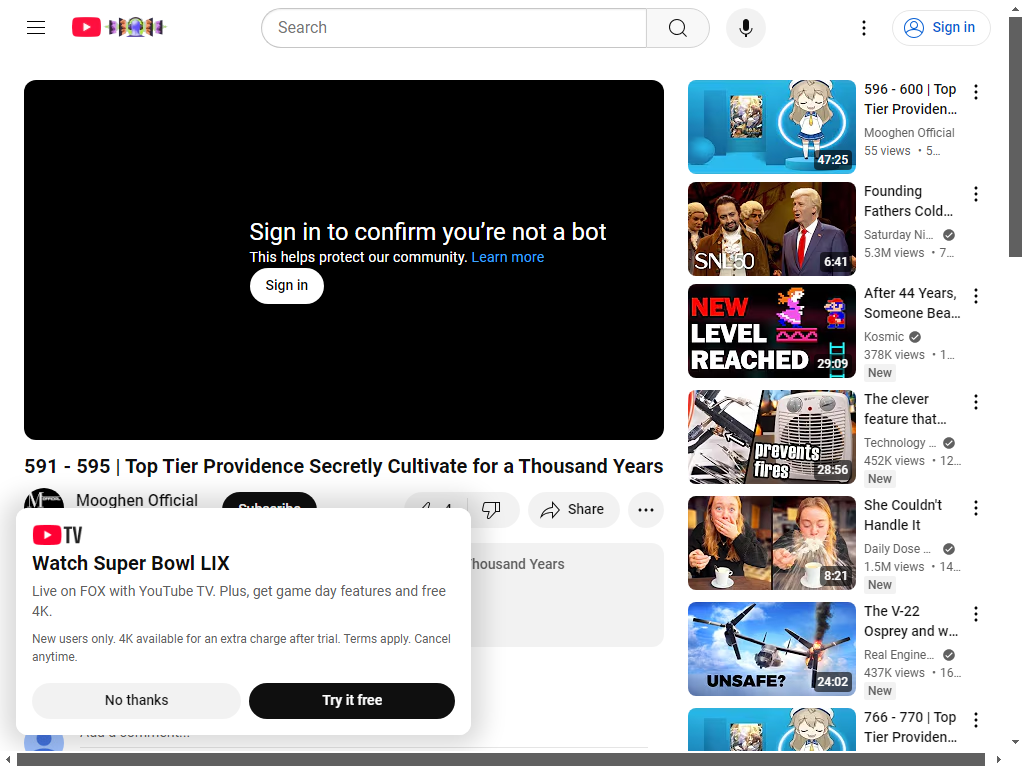 Search
Sign in
Sign in to confirm you’re not a bot
This helps protect our community. Learn more
Sign in
591 - 595 | Top Tier Providence Secretly Cultivate for a Thousand Years
Mooghen Official
Subscribe
4
Share
Thousand Years
TV
Watch Super Bowl LIX
Live on FOX with YouTube TV. Plus, get game day features and free
4K.
New users only. 4K available for an extra charge after trial. Terms apply. Cancel
anytime.
No thanks
Try it free
Add a comment...
47:25
596 - 600 | Top
Tier Providen...
Mooghen Official
55 views • 5...
SNL50
6:41
Founding
Fathers Cold...
Saturday Ni...
5.3M views • 7...
NEW
LEVEL
REACHED
29:09
After 44 Years,
Someone Bea...
Kosmic
378K views • 1...
New
prevents
fires
28:56
The clever
feature that...
Technology ...
452K views • 12...
New
8:21
She Couldn't
Handle It
Daily Dose ...
1.5M views • 14...
New
UNSAFE?
24:02
The V-22
Osprey and w...
Real Engine...
437K views • 16...
New
766 - 770 | Top
Tier Providen...